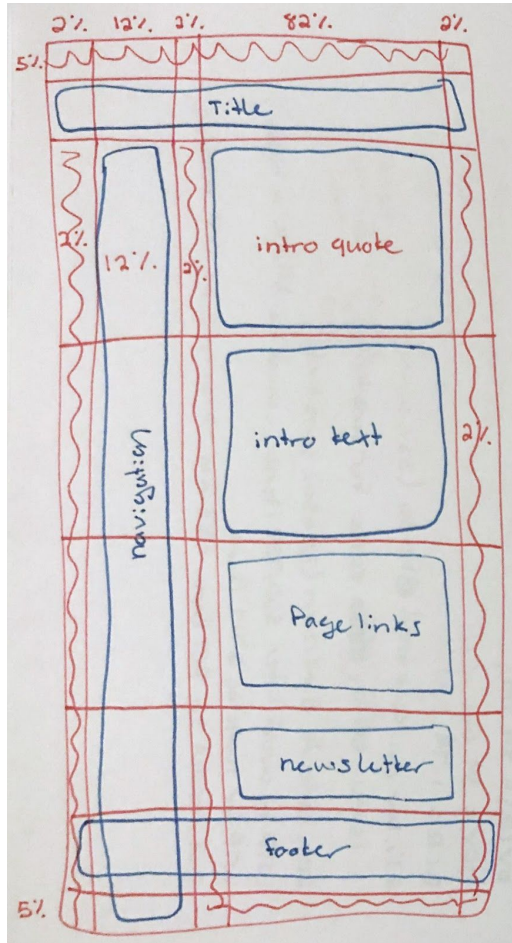 2% 12% 2% 82% 2%
5%
Title
2% 12% 2% intro quote
navigation
intro text 2%
Page links
newsletter
footer
5%